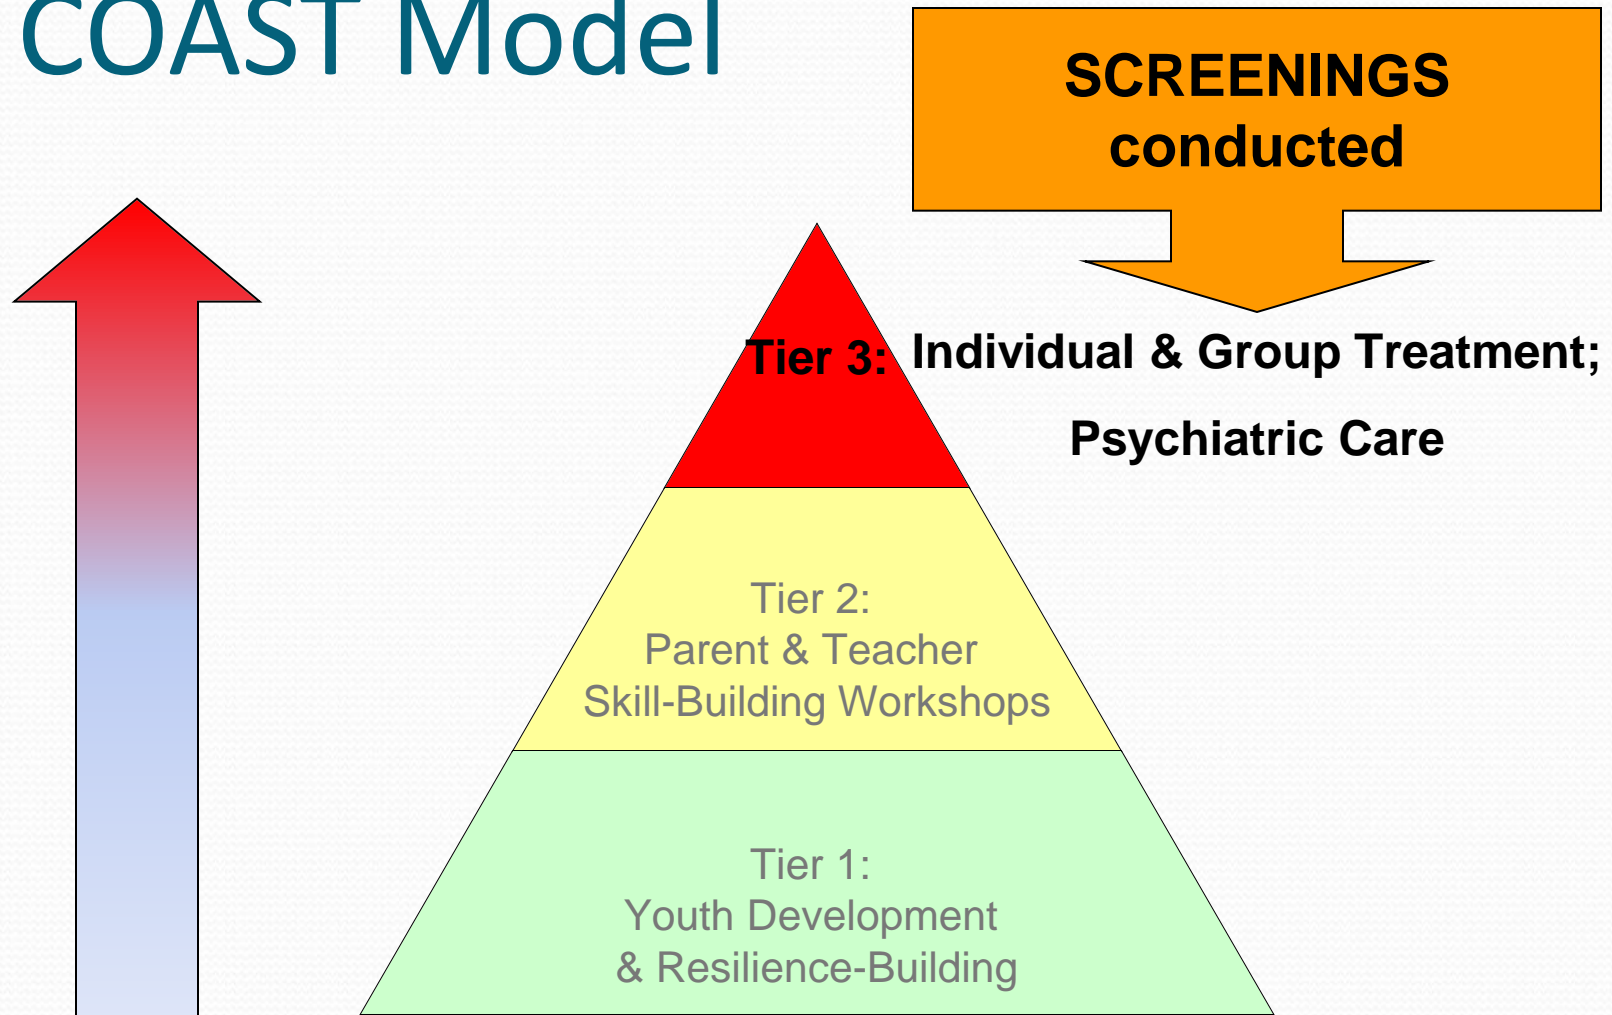 COAST Model
SCREENINGS
conducted
Tier 3: Individual & Group Treatment;
Psychiatric Care
Tier 2:
Parent & Teacher
Skill-Building Workshops
Tier 1:
Youth Development
& Resilience-Building